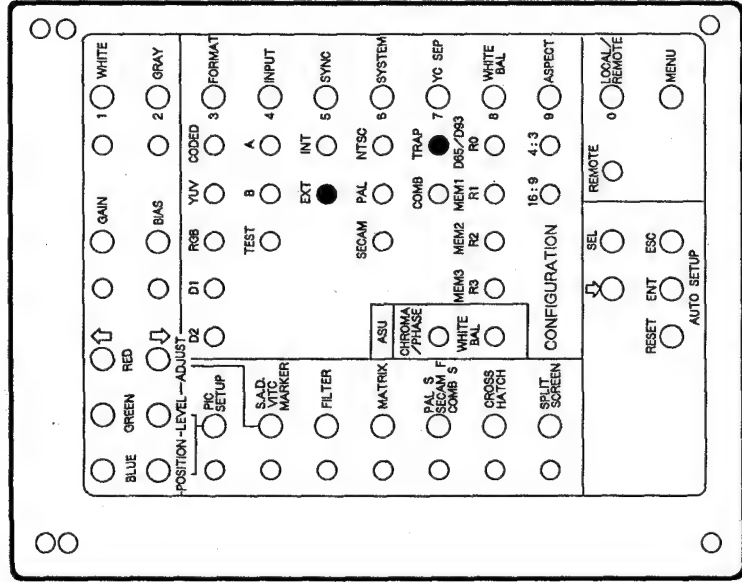 BLUE GREEN RED GAIN 1 WHITE
POSITION-LEVEL-ADJUST BIAS 2 GRAY
PIC SETUP D2 D1 RGB YUV CODED 3 FORMAT
S.A.D. VITC MARKER TEST B A 4 INPUT
FILTER EXT INT 5 SYNC
MATRIX ASU SECAM PAL NTSC 6 SYSTEM
PAL S SECAM F COMB S CHROMA /PHASE COMB TRAP 7 YC SEP
CROSS HATCH WHITE BAL MEM3 R3 MEM2 R2 MEM1 R1 D65/D93 R0 8 WHITE BAL
SPLIT SCREEN CONFIGURATION 16:9 4:3 9 ASPECT
SEL REMOTE 0 LOCAL/ REMOTE
RESET ENT ESC MENU
AUTO SETUP